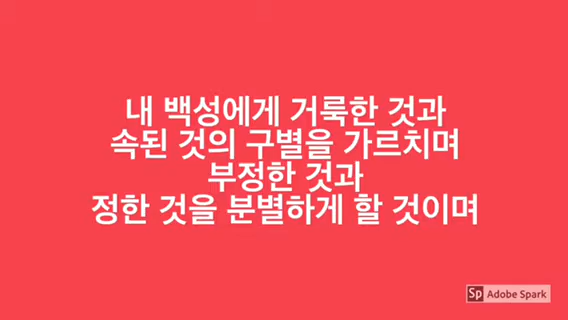 내 백성에게 거룩한 것과
속된 것의 구별을 가르치며
부정한 것과
정한 것을 분별하게 할 것이며
Sp Adobe Spark